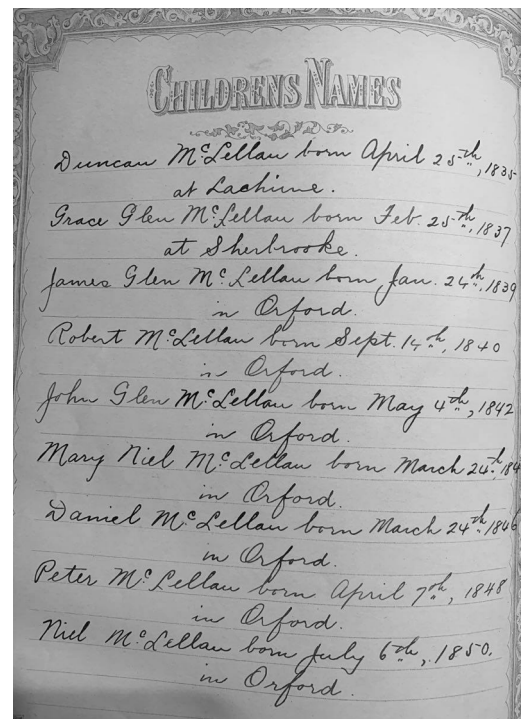 CHILDRENS NAMES
Duncan McLellan born April 25th, 1835
at Lachine.
Grace Glen McLellan born Feb. 25th, 1837
at Sherbrooke.
James Glen McLellan born Jan. 24th, 1839
in Orford.
Robert McLellan born Sept. 14th, 1840
in Orford.
John Glen McLellan born May 4th, 1842
in Orford.
Mary Niel McLellan born March 24th
in Orford.
Daniel McLellan born March 24th 1846
in Orford.
Peter McLellan born April 7th, 1848
in Orford.
Niel McLellan born July 6th, 1850.
in Orford.